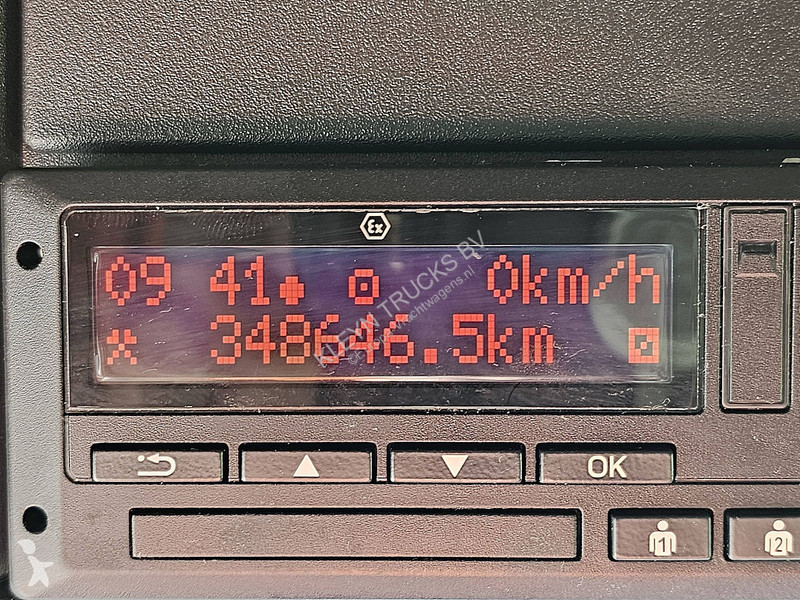 Ex
09 41 0km/h
348646.5km
KLEYN TRUCKS BV
OK
1 2